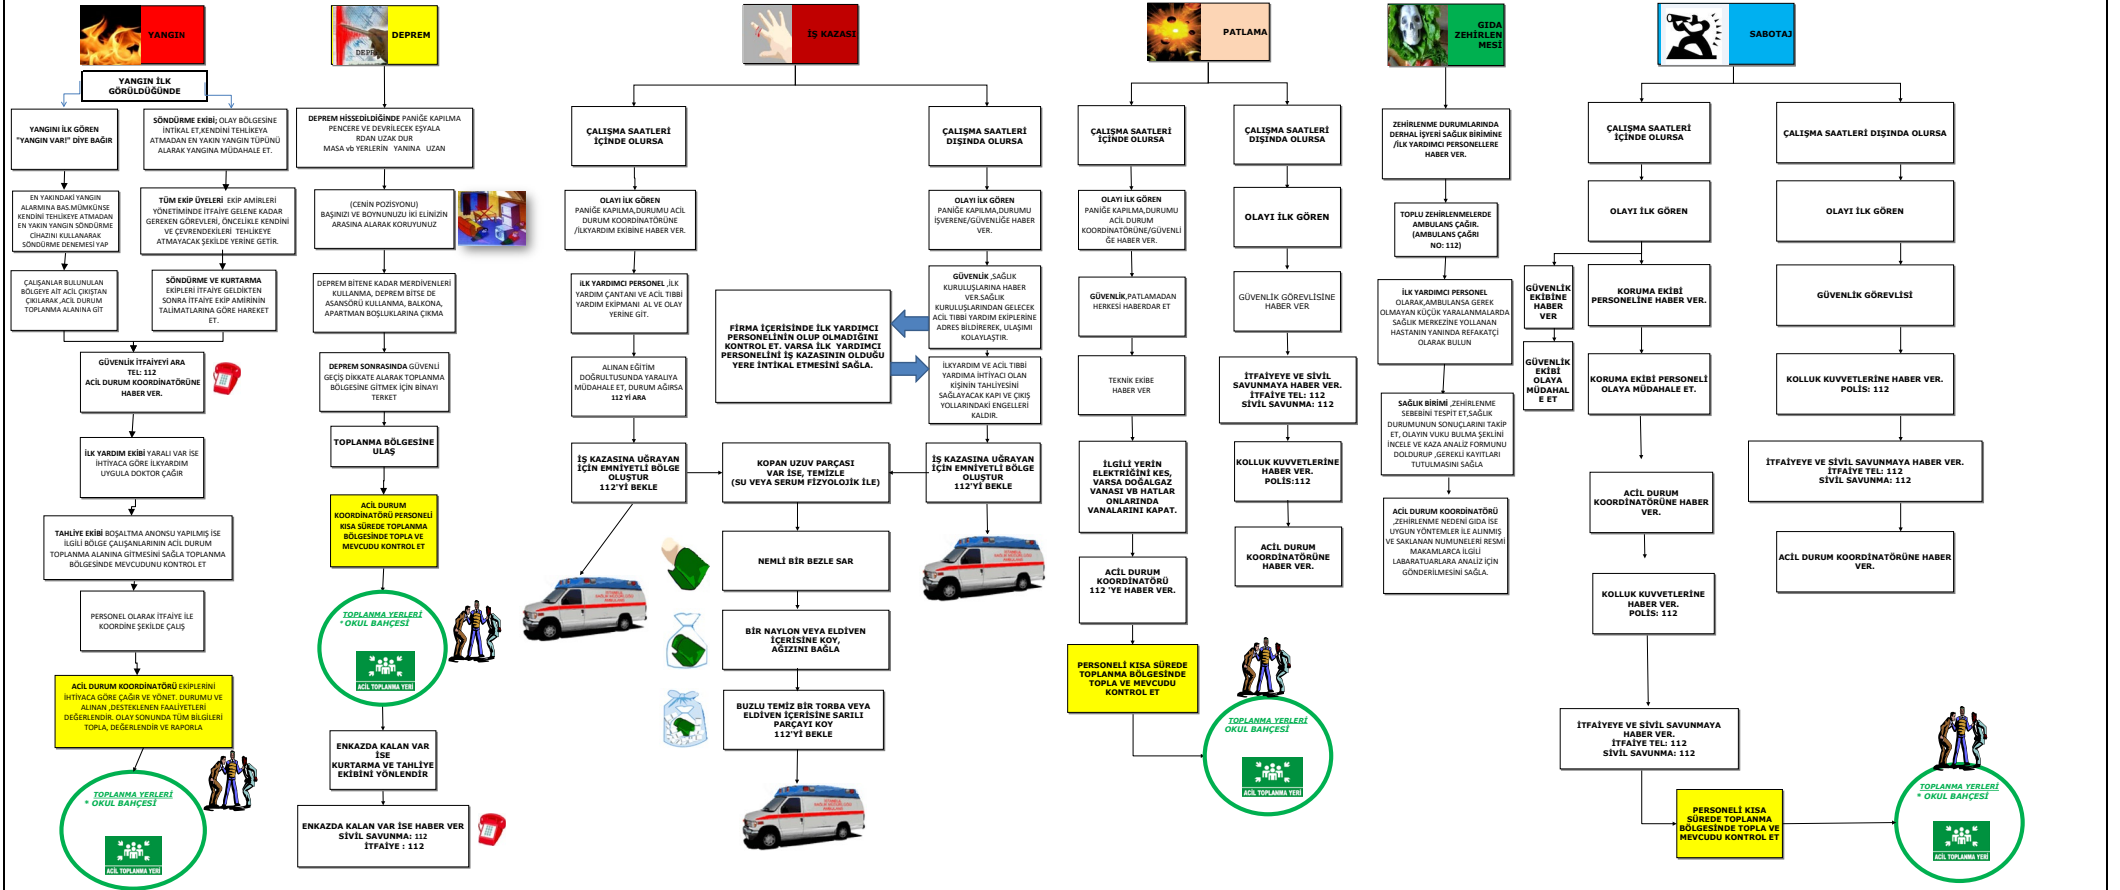 YANGIN
YANGIN İLK
GÖRÜLDÜĞÜNDE
YANGINI İLK GÖREN
"YANGIN VAR!" DİYE BAĞIR
SÖNDÜRME EKİBİ; OLAY BÖLGESİNE
İNTİKAL ET,KENDİNİ TEHLİKEYA
ATMADAN EN YAKIN YANGIN TÜPÜNÜ
ALARAK YANGINA MÜDAHALE ET.
EN YAKINDAKİ YANGIN
ALARMINA BAS.MÜMKÜNSE
KENDİNİ TEHLİKEYE ATMADAN
EN YAKIN YANGIN SÖNDÜRME
CİHAZINI KULLANARAK
SÖNDÜRME DENEMESİ YAP
TÜM EKİP ÜYELERİ EKİP AMİRLERİ
YÖNETİMİNDE İTFAİYE GELENE KADAR
GEREKEN GÖREVLERİ, ÖNCELİKLE KENDİNİ
VE ÇEVRENDEKİLERİ TEHLİKEYE
ATMAYACAK ŞEKİLDE YERİNE GETİR.
ÇALIŞANLAR BULUNULAN
BÖLGEYE AİT ACİL ÇIKIŞTAN
ÇIKILARAK ,ACİL DURUM
TOPLANMA ALANINA GİT
SÖNDÜRME VE KURTARMA
EKİPLERİ İTFAİYE GELDİKTEN
SONRA İTFAİYE EKİP AMİRİNİN
TALİMATLARINA GÖRE HAREKET
ET.
GÜVENLİK İTFAİYEYİ ARA
TEL: 112
ACİL DURUM KOORDİNATÖRÜNE
HABER VER.
İLK YARDIM EKİBİ YARALI VAR İSE
İHTİYACA GÖRE İLKYARDIM
UYGULA DOKTOR ÇAĞIR
TAHLİYE EKİBİ BOŞALTMA ANONSU YAPILMIŞ İSE
İLGİLİ BÖLGE ÇALIŞANLARININ ACİL DURUM
TOPLANMA ALANINA GİTMESİNİ SAĞLA TOPLANMA
BÖLGESİNDE MEVCUDUNU KONTROL ET
PERSONEL OLARAK İTFAİYE İLE
KOORDİNE ŞEKİLDE ÇALIŞ
ACİL DURUM KOORDİNATÖRÜ EKİPLERİNİ
İHTİYACA GÖRE ÇAĞIR VE YÖNET. DURUMU VE
ALINAN ,DESTEKLENEN FAALİYETLERİ
DEĞERLENDİR. OLAY SONUNDA TÜM BİLGİLERİ
TOPLA, DEĞERLENDİR VE RAPORLA
TOPLANMA YERLERİ
* OKUL BAHÇESİ
ACİL TOPLANMA YERİ
DEPREM
DEPREM
DEPREM HİSSEDİLDİĞİNDE PANİĞE KAPILMA
PENCERE VE DEVRİLECEK EŞYALA
RDAN UZAK DUR
MASA vb YERLERİN YANINA UZAN
(CENİN POZİSYONU)
BAŞINIZI VE BOYNUNUZU İKİ ELİNİZİN
ARASINA ALARAK KORUYUNUZ
DEPREM BİTENE KADAR MERDİVENLERİ
KULLANMA, DEPREM BİTSE DE
ASANSÖRÜ KULLANMA, BALKONA,
APARTMAN BOŞLUKLARINA ÇIKMA
DEPREM SONRASINDA GÜVENLİ
GEÇİŞ DİKKATE ALARAK TOPLANMA
BÖLGESİNE GİTMEK İÇİN BİNAYI
TERKET
TOPLANMA BÖLGESİNE
ULAŞ
ACİL DURUM
KOORDİNATÖRÜ PERSONELİ
KISA SÜREDE TOPLANMA
BÖLGESİNDE TOPLA VE
MEVCUDU KONTROL ET
TOPLANMA YERLERİ
* OKUL BAHÇESİ
ACİL TOPLANMA YERİ
ENKAZDA KALAN VAR
İSE
KURTARMA VE TAHLİYE
EKİBİNİ YÖNLENDİR
ENKAZDA KALAN VAR İSE HABER VER
SİVİL SAVUNMA: 112
İTFAİYE : 112
İŞ KAZASI
ÇALIŞMA SAATLERİ
İÇİNDE OLURSA
OLAYI İLK GÖREN
PANİĞE KAPILMA,DURUMU ACİL
DURUM KOORDİNATÖRÜNE
/İLKYARDIM EKİBİNE HABER VER.
İLK YARDIMCI PERSONEL ,İLK
YARDIM ÇANTANI VE ACİL TIBBİ
YARDIM EKİPMANI AL VE OLAY
YERİNE GİT.
ALINAN EĞİTİM
DOĞRULTUSUNDA YARALIYA
MÜDAHALE ET, DURUM AĞIRSA
112 Yİ ARA
İŞ KAZASINA UĞRAYAN
İÇİN EMNİYETLİ BÖLGE
OLUŞTUR
112'Yİ BEKLE
FİRMA İÇERİSİNDE İLK YARDIMCI
PERSONELİNİN OLUP OLMADIĞINI
KONTROL ET. VARSA İLK YARDIMCI
PERSONELİNİ İŞ KAZASININ OLDUĞU
YERE İNTİKAL ETMESİNİ SAĞLA.
KOPAN UZUV PARÇASI
VAR İSE, TEMİZLE
(SU VEYA SERUM FİZYOLOJİK İLE)
NEMLİ BİR BEZLE SAR
BİR NAYLON VEYA ELDİVEN
İÇERİSİNE KOY,
AĞIZINI BAĞLA
BUZLU TEMİZ BİR TORBA VEYA
ELDİVEN İÇERİSİNE SARILI
PARÇAYI KOY
112'Yİ BEKLE
ÇALIŞMA SAATLERİ
DIŞINDA OLURSA
OLAYI İLK GÖREN
PANİĞE KAPILMA,DURUMU
İŞVERENE/GÜVENLİĞE HABER
VER.
GÜVENLİK ,SAĞLIK
KURULUŞLARINA HABER
VER.SAĞLIK
KURULUŞLARINDAN GELECEK
ACİL TIBBİ YARDIM EKİPLERİNE
ADRES BİLDİREREK, ULAŞIMI
KOLAYLAŞTIR.
İLKYARDIM VE ACİL TIBBİ
YARDIMA İHTİYACI OLAN
KİŞİNİN TAHLİYESİNİ
SAĞLAYACAK KAPI VE ÇIKIŞ
YOLLARINDAKİ ENGELLERİ
KALDIR.
İŞ KAZASINA UĞRAYAN
İÇİN EMNİYETLİ BÖLGE
OLUŞTUR
112'Yİ BEKLE
PATLAMA
ÇALIŞMA SAATLERİ
İÇİNDE OLURSA
OLAYI İLK GÖREN
PANİĞE KAPILMA,DURUMU
ACİL DURUM
KOORDİNATÖRÜNE/GÜVENLİ
ĞE HABER VER.
GÜVENLİK,PATLAMADAN
HERKESİ HABERDAR ET
TEKNİK EKİBE
HABER VER
İLGİLİ YERİN
ELEKTRİĞİNİ KES,
VARSA DOĞALGAZ
VANASI VB HATLAR
ONLARINDA
VANALARINI KAPAT.
ACİL DURUM
KOORDİNATÖRÜ
112 'YE HABER VER.
PERSONELİ KISA SÜREDE
TOPLANMA BÖLGESİNDE
TOPLA VE MEVCUDU
KONTROL ET
ÇALIŞMA SAATLERİ
DIŞINDA OLURSA
OLAYI İLK GÖREN
GÜVENLİK GÖREVLİSİNE
HABER VER
İTFAİYEYE VE SİVİL
SAVUNMAYA HABER VER.
İTFAİYE TEL: 112
SİVİL SAVUNMA: 112
KOLLUK KUVVETLERİNE
HABER VER.
POLİS:112
ACİL DURUM
KOORDİNATÖRÜNE
HABER VER.
TOPLANMA YERLERİ
OKUL BAHÇESİ
ACİL TOPLANMA YERİ
GIDA
ZEHİRLEN
MESİ
ZEHİRLENME DURUMLARINDA
DERHAL İŞYERİ SAĞLIK BİRİMİNE
/İLK YARDIMCI PERSONELLERE
HABER VER.
TOPLU ZEHİRLENMELERDE
AMBULANS ÇAĞIR.
(AMBULANS ÇAĞRI
NO: 112)
İLK YARDIMCI PERSONEL
OLARAK,AMBULANSA GEREK
OLMAYAN KÜÇÜK YARALANMALARDA
SAĞLIK MERKEZİNE YOLLANAN
HASTANIN YANINDA REFAKATÇİ
OLARAK BULUN
SAĞLIK BİRİMİ ,ZEHİRLENME
SEBEBİNİ TESPİT ET,SAĞLIK
DURUMUNUN SONUÇLARINI TAKİP
ET, OLAYIN VUKU BULMA ŞEKLİNİ
İNCELE VE KAZA ANALİZ FORMUNU
DOLDURUP ,GEREKLİ KAYITLARI
TUTULMASINI SAĞLA
ACİL DURUM KOORDİNATÖRÜ
,ZEHİRLENME NEDENİ GIDA İSE
UYGUN YÖNTEMLER İLE ALINMIŞ
VE SAKLANAN NUMUNELERİ RESMİ
MAKAMLARCA İLGİLİ
LABARATUARLARA ANALİZ İÇİN
GÖNDERİLMESİNİ SAĞLA.
SABOTAJ
ÇALIŞMA SAATLERİ
İÇİNDE OLURSA
OLAYI İLK GÖREN
GÜVENLİK
EKİBİNE
HABER
VER
GÜVENLİK
EKİBİ
OLAYA
MÜDAHAL
E ET
KORUMA EKİBİ
PERSONELİNE HABER VER.
KORUMA EKİBİ PERSONELİ
OLAYA MÜDAHALE ET.
ACİL DURUM
KOORDİNATÖRÜNE HABER
VER.
KOLLUK KUVVETLERİNE
HABER VER.
POLİS: 112
İTFAİYEYE VE SİVİL SAVUNMAYA
HABER VER.
İTFAİYE TEL: 112
SİVİL SAVUNMA: 112
PERSONELİ KISA
SÜREDE TOPLANMA
BÖLGESİNDE TOPLA VE
MEVCUDU KONTROL ET
ÇALIŞMA SAATLERİ DIŞINDA OLURSA
OLAYI İLK GÖREN
GÜVENLİK GÖREVLİSİ
KOLLUK KUVVETLERİNE HABER VER.
POLİS: 112
İTFAİYEYE VE SİVİL SAVUNMAYA HABER VER.
İTFAİYE TEL: 112
SİVİL SAVUNMA: 112
ACİL DURUM KOORDİNATÖRÜNE HABER
VER.
TOPLANMA YERLERİ
* OKUL BAHÇESİ
ACİL TOPLANMA YERİ